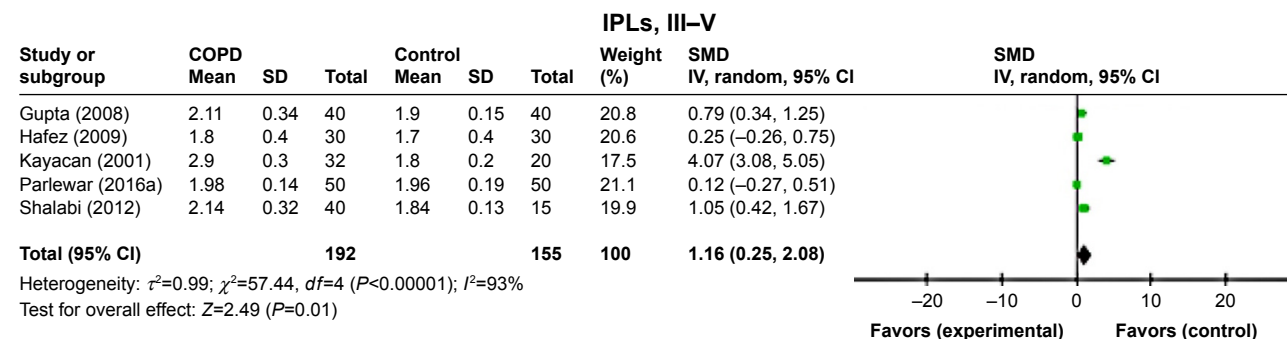 IPLs, III–V
Study or COPD Control Weight SMD SMD
subgroup Mean SD Total Mean SD Total (%) IV, random, 95% CI IV, random, 95% CI
Gupta (2008) 2.11 0.34 40 1.9 0.15 40 20.8 0.79 (0.34, 1.25)
Hafez (2009) 1.8 0.4 30 1.7 0.4 30 20.6 0.25 (–0.26, 0.75)
Kayacan (2001) 2.9 0.3 32 1.8 0.2 20 17.5 4.07 (3.08, 5.05)
Parlewar (2016a) 1.98 0.14 50 1.96 0.19 50 21.1 0.12 (–0.27, 0.51)
Shalabi (2012) 2.14 0.32 40 1.84 0.13 15 19.9 1.05 (0.42, 1.67)
Total (95% CI) 192 155 100 1.16 (0.25, 2.08)
Heterogeneity: τ²=0.99; χ²=57.44, df=4 (P<0.00001); I²=93%
Test for overall effect: Z=2.49 (P=0.01)
–20 –10 0 10 20
Favors (experimental) Favors (control)